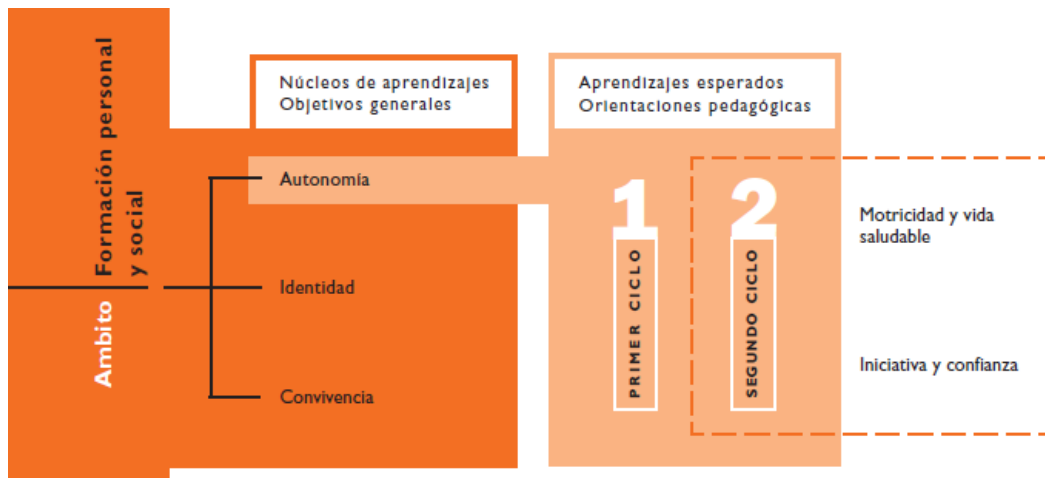 Ambito
Formación personal
y social
Núcleos de aprendizajes
Objetivos generales
Autonomía
Identidad
Convivencia
Aprendizajes esperados
Orientaciones pedagógicas
1
PRIMER CICLO
2
SEGUNDO CICLO
Motricidad y vida
saludable
Iniciativa y confianza